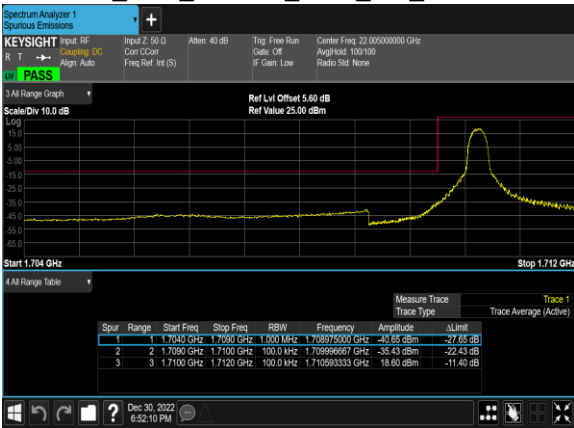 Spectrum Analyzer 1
Spurious Emissions
KEYSIGHT Input: RF Input Z: 50 Ω Atten: 40 dB Trig: Free Run Center Freq: 22.005000000 GHz
R T Coupling: DC Corr CCorr Gate: Off Avg|Hold: 100/100
Align: Auto Freq Ref: Int (S) IF Gain: Low Radio Std: None
LXI PASS
3 All Range Graph
Ref Lvl Offset 5.60 dB
Scale/Div 10.0 dB Ref Value 25.00 dBm
Log
15.0
5.00
-5.00
-15.0
-25.0
-35.0
-45.0
-55.0
-65.0
Start 1.704 GHz Stop 1.712 GHz
4 All Range Table
Measure Trace Trace 1
Trace Type Trace Average (Active)
Spur Range Start Freq Stop Freq RBW Frequency Amplitude ΔLimit
1 1 1.7040 GHz 1.7090 GHz 1.000 MHz 1.708975000 GHz -40.65 dBm -27.65 dB
2 2 1.7090 GHz 1.7100 GHz 100.0 kHz 1.709996667 GHz -35.43 dBm -22.43 dB
3 3 1.7100 GHz 1.7120 GHz 100.0 kHz 1.710593333 GHz 18.60 dBm -11.40 dB
Dec 30, 2022
6:52:10 PM